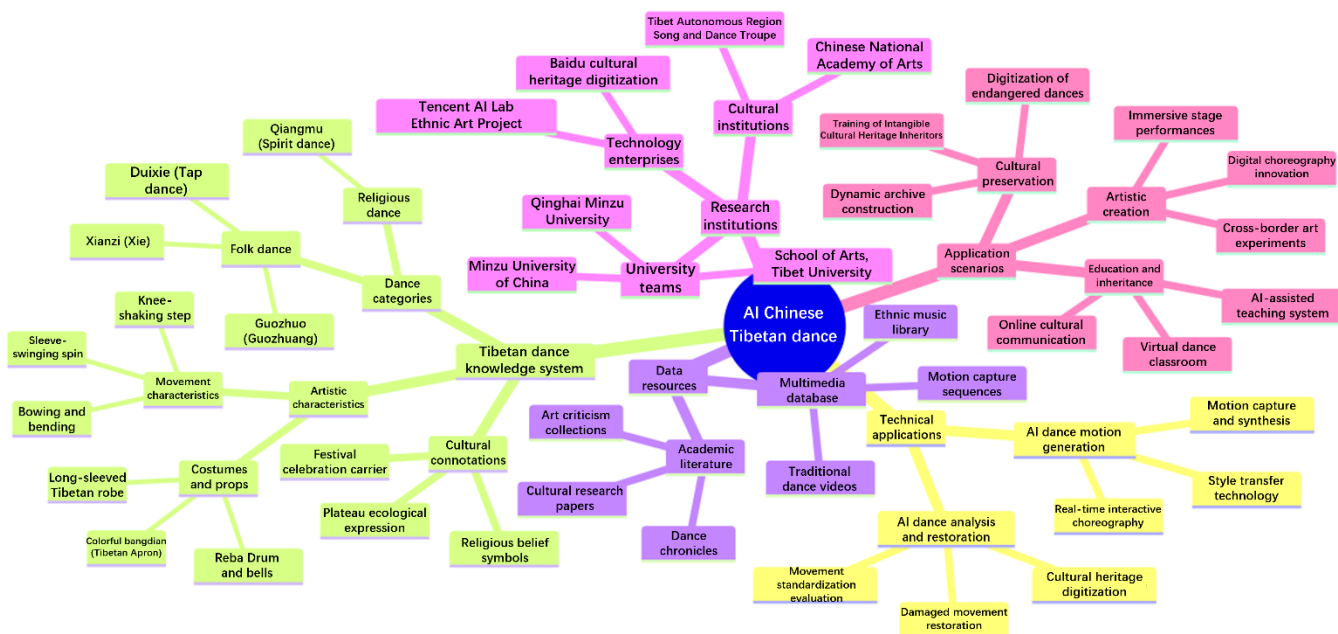 AI Chinese
Tibetan dance
Tibetan dance
knowledge system
Dance
categories
Religious
dance
Qiangmu
(Spirit dance)
Folk dance
Duixie (Tap
dance)
Xianzi (Xie)
Guozhuo
(Guozhuang)
Artistic
characteristics
Movement
characteristics
Knee-
shaking step
Sleeve-
swinging spin
Bowing and
bending
Costumes
and props
Long-sleeved
Tibetan robe
Colorful bangdian
(Tibetan Apron)
Reba Drum
and bells
Cultural
connotations
Festival
celebration carrier
Plateau ecological
expression
Religious belief
symbols
Research
institutions
Cultural
institutions
Tibet Autonomous Region
Song and Dance Troupe
Chinese National
Academy of Arts
Technology
enterprises
Baidu cultural
heritage digitization
Tencent AI Lab
Ethnic Art Project
University
teams
Qinghai Minzu
University
Minzu University
of China
School of Arts,
Tibet University
Application
scenarios
Cultural
preservation
Digitization of
endangered dances
Training of Intangible
Cultural Heritage Inheritors
Dynamic archive
construction
Artistic
creation
Immersive stage
performances
Digital choreography
innovation
Cross-border art
experiments
Education and
inheritance
AI-assisted
teaching system
Virtual dance
classroom
Online cultural
communication
Data
resources
Multimedia
database
Ethnic music
library
Motion capture
sequences
Traditional
dance videos
Academic
literature
Art criticism
collections
Cultural research
papers
Dance
chronicles
Technical
applications
AI dance motion
generation
Motion capture
and synthesis
Style transfer
technology
Real-time interactive
choreography
AI dance analysis
and restoration
Movement
standardization
evaluation
Damaged movement
restoration
Cultural heritage
digitization